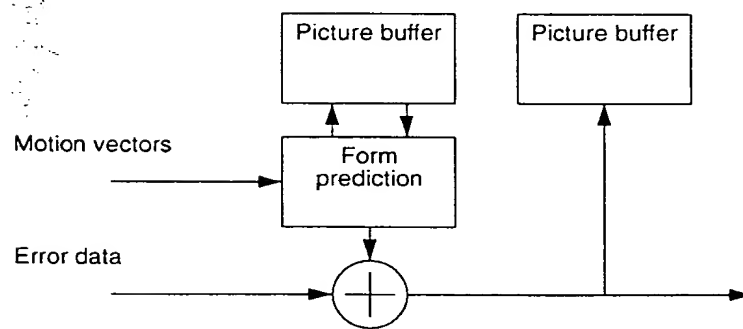 Picture buffer
Picture buffer
Motion vectors
Form
prediction
Error data